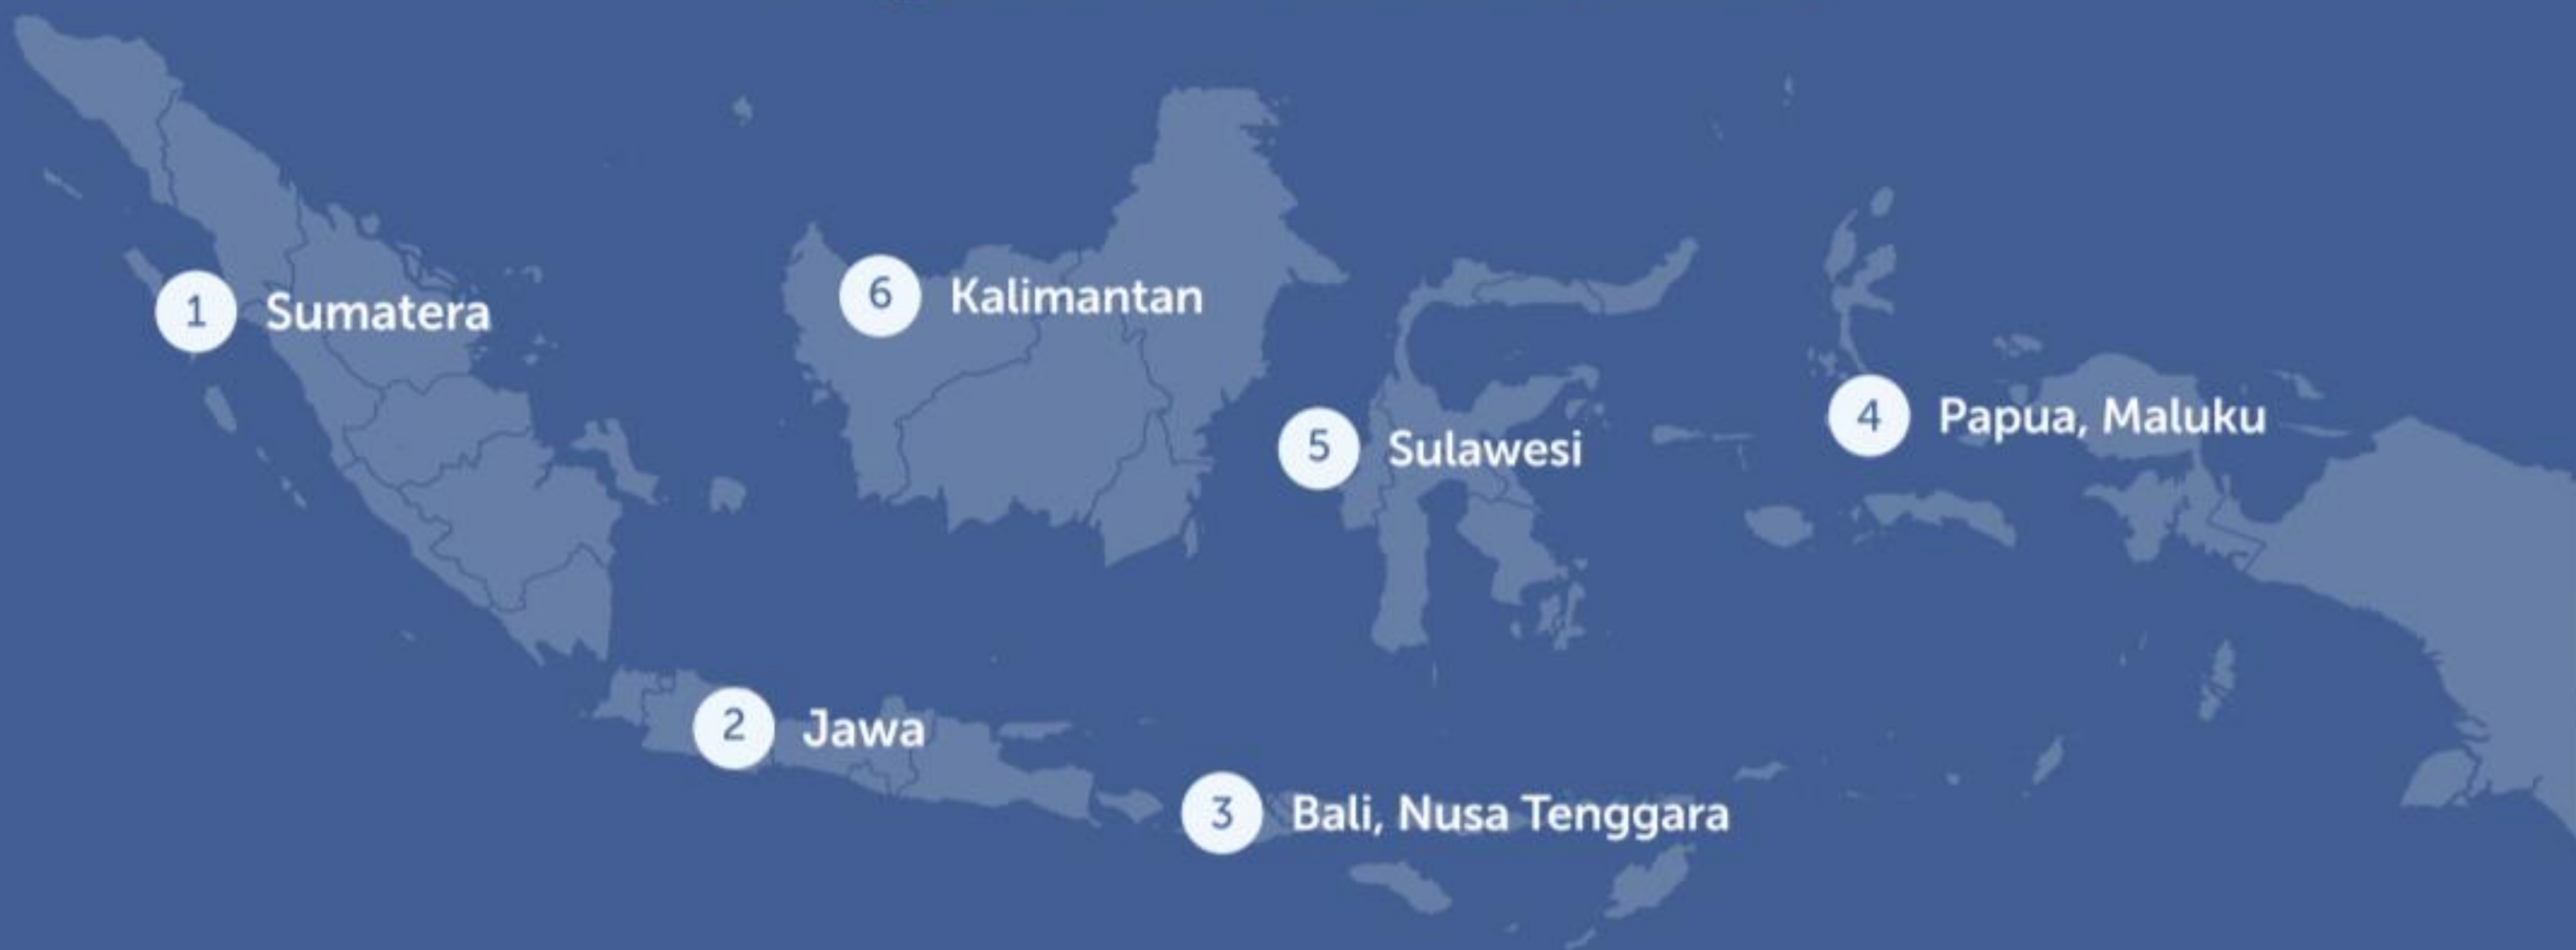 1 Sumatera
2 Jawa
3 Bali, Nusa Tenggara
4 Papua, Maluku
5 Sulawesi
6 Kalimantan